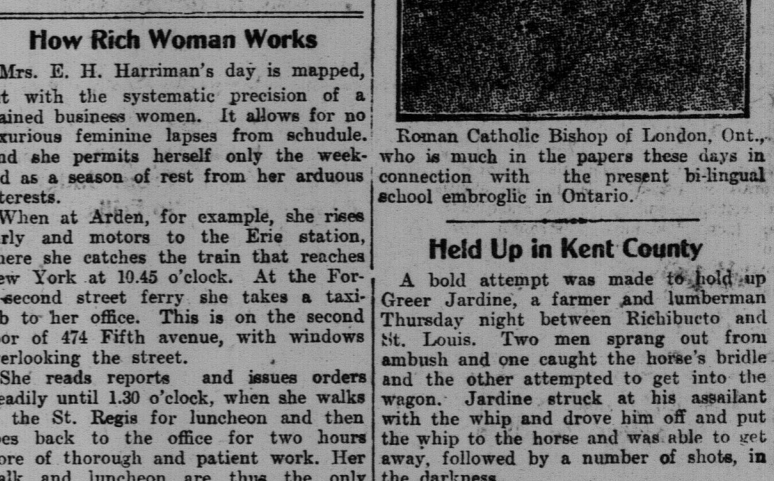 How Rich Woman Works
Mrs. E. H. Harriman's day is mapped,
t with the systematic precision of a
ained business women. It allows for no
xurious feminine lapses from schudule.
nd she permits herself only the week-
d as a season of rest from her arduous
terests.
When at Arden, for example, she rises
rly and motors to the Erie station,
here she catches the train that reaches
ew York at 10.45 o'clock. At the For-
-second street ferry she takes a taxi-
b to her office. This is on the second
or of 474 Fifth avenue, with windows
erlooking the street.
She reads reports and issues orders
eadily until 1.30 o'clock, when she walks
the St. Regis for luncheon and then
es back to the office for two hours
ore of thorough and patient work. Her
alk and luncheon are thus the only
Roman Catholic Bishop of London, Ont.,
who is much in the papers these days in
connection with the present bi-lingual
school embroglic in Ontario.
Held Up in Kent County
A bold attempt was made to hold up
Greer Jardine, a farmer and lumberman
Thursday night between Richibucto and
St. Louis. Two men sprang out from
ambush and one caught the horse's bridle
and the other attempted to get into the
wagon. Jardine struck at his assailant
with the whip and drove him off and put
the whip to the horse and was able to get
away, followed by a number of shots, in
the darkness